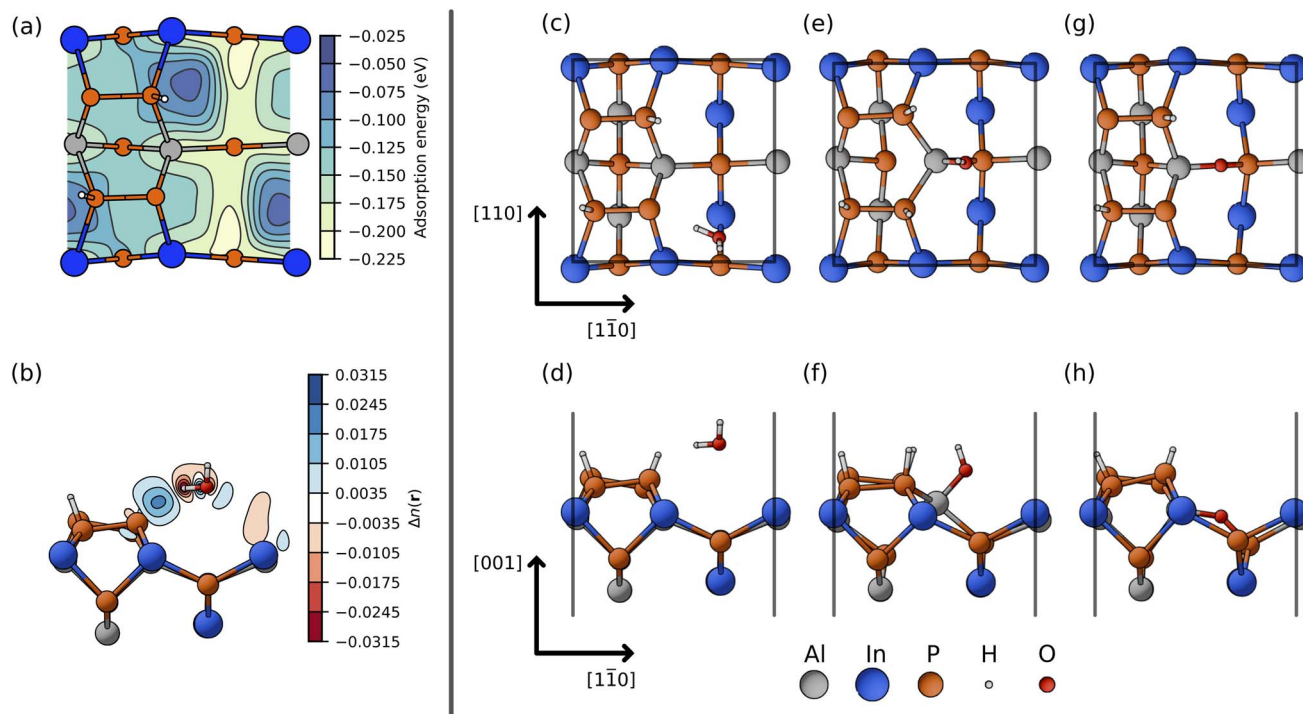 (a)
−0.025
−0.050
−0.075
−0.100
−0.125
−0.150
−0.175
−0.200
−0.225
Adsorption energy (eV)
(b)
0.0315
0.0245
0.0175
0.0105
0.0035
−0.0035
−0.0105
−0.0175
−0.0245
−0.0315
Δn(r)
(c)
(e)
(g)
[110]
[11̄0]
(d)
(f)
(h)
[001]
[11̄0]
Al In P H O